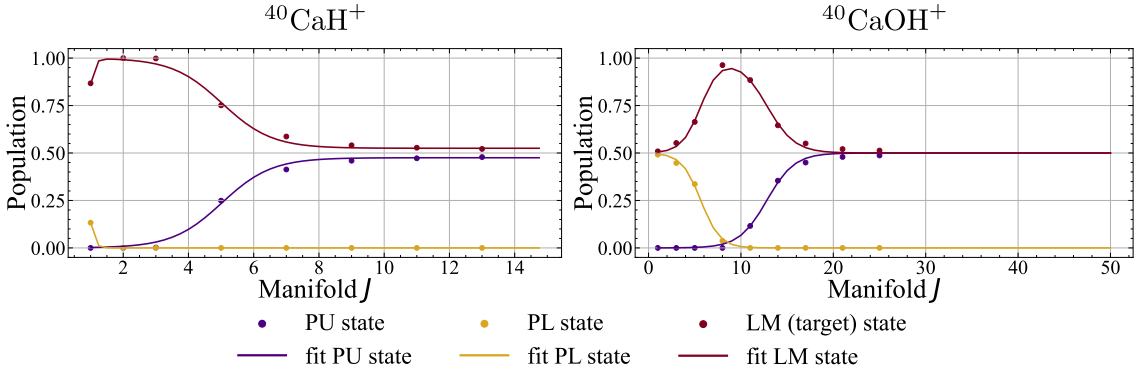 ⁴⁰CaH⁺
⁴⁰CaOH⁺
Population
1.00
0.75
0.50
0.25
0.00
2 4 6 8 10 12 14
Manifold J
Population
1.00
0.75
0.50
0.25
0.00
0 10 20 30 40 50
Manifold J
PU state PL state LM (target) state
fit PU state fit PL state fit LM state